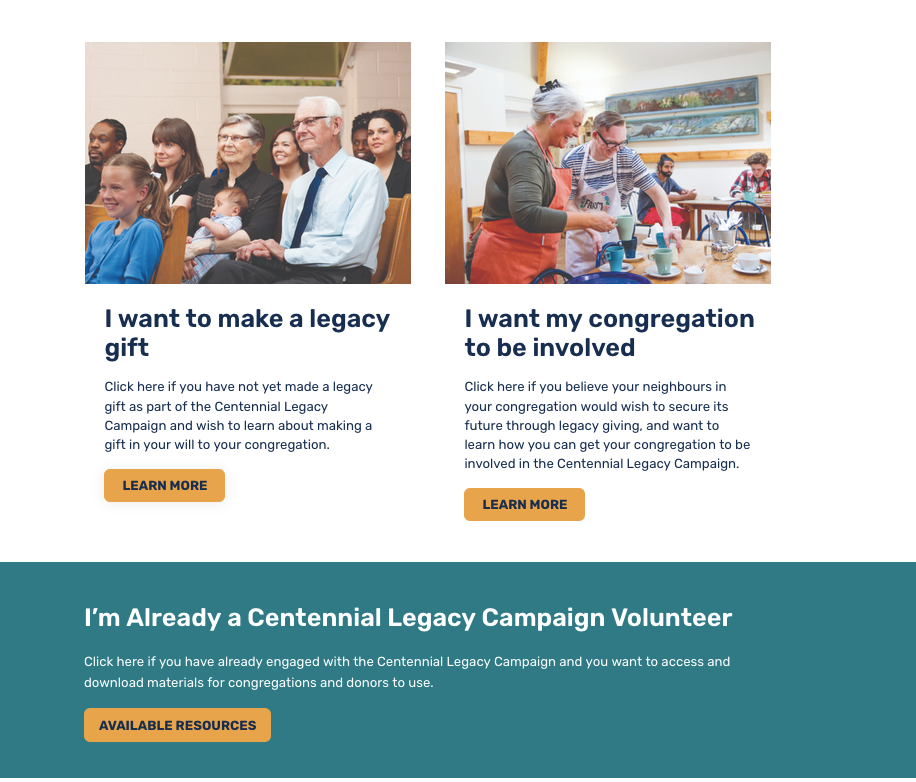 I want to make a legacy
gift
Click here if you have not yet made a legacy
gift as part of the Centennial Legacy
Campaign and wish to learn about making a
gift in your will to your congregation.
LEARN MORE
I want my congregation
to be involved
Click here if you believe your neighbours in
your congregation would wish to secure its
future through legacy giving, and want to
learn how you can get your congregation to be
involved in the Centennial Legacy Campaign.
LEARN MORE
I’m Already a Centennial Legacy Campaign Volunteer
Click here if you have already engaged with the Centennial Legacy Campaign and you want to access and
download materials for congregations and donors to use.
AVAILABLE RESOURCES